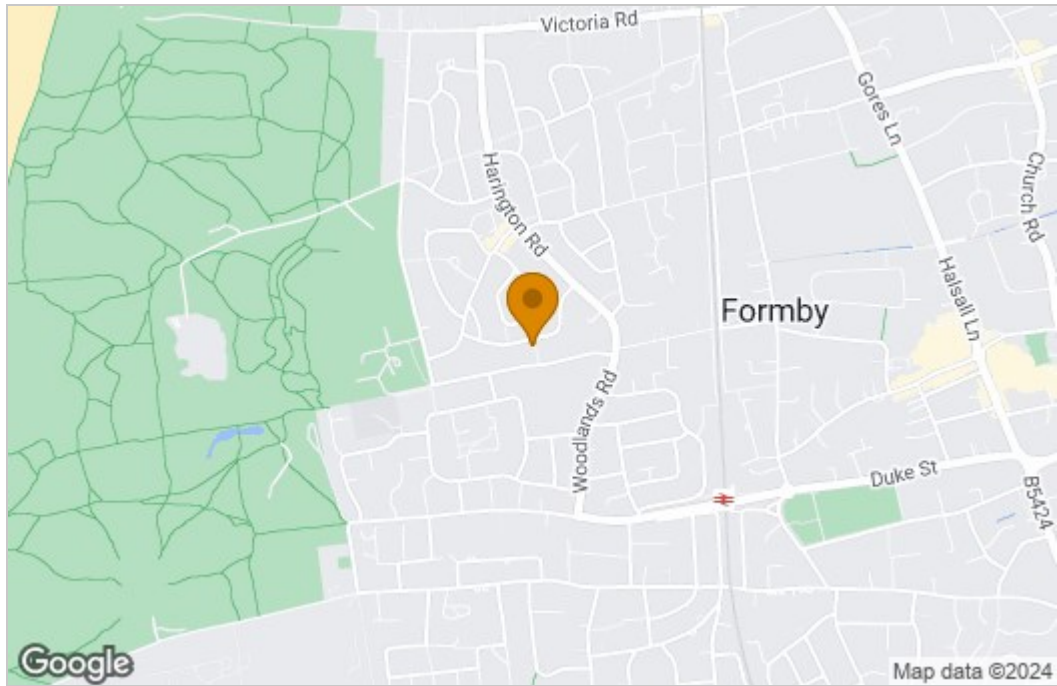 Victoria Rd
Gores Ln
Church Rd
Harington Rd
Halsall Ln
Formby
Woodlands Rd
Duke St
B5424
Google
Map data ©2024